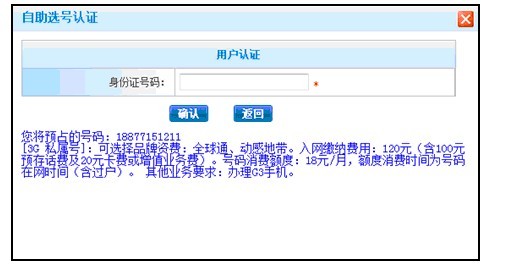 自助选号认证
用户认证
身份证号码： *
确认 返回
您将预占的号码：18877151211
[3G 私属号]：可选择品牌资费：全球通、动感地带。入网缴纳费用：120元（含100元
预存话费及20元卡费或增值业务费）。号码消费额度：18元/月，额度消费时间为号码
在网时间（含过户）。 其他业务要求：办理G3手机。